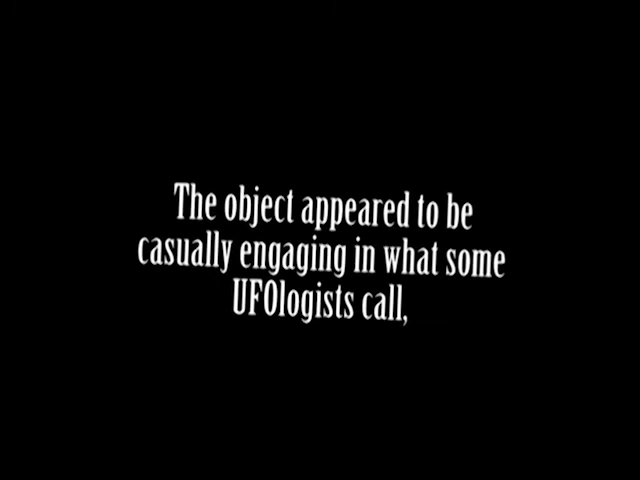 The object appeared to be
casually engaging in what some
UFOlogists call,